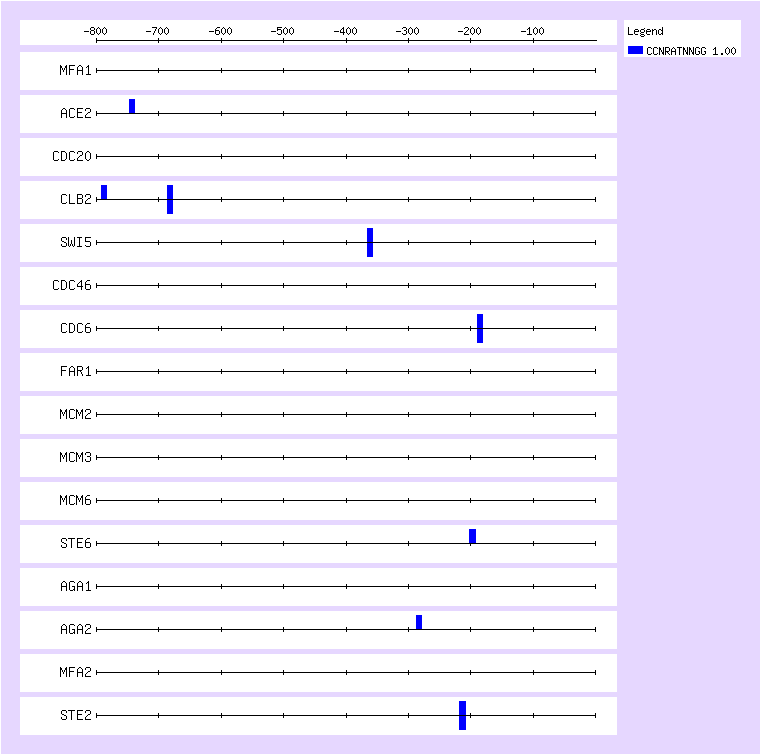 -800 -700 -600 -500 -400 -300 -200 -100
Legend
CCNRATNNGG 1.00
MFA1
ACE2
CDC20
CLB2
SWI5
CDC46
CDC6
FAR1
MCM2
MCM3
MCM6
STE6
AGA1
AGA2
MFA2
STE2